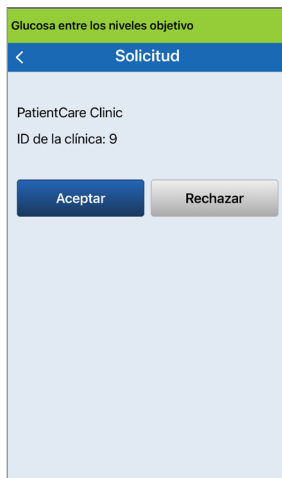 Glucosa entre los niveles objetivo
Solicitud
PatientCare Clinic
ID de la clínica: 9
Aceptar Rechazar